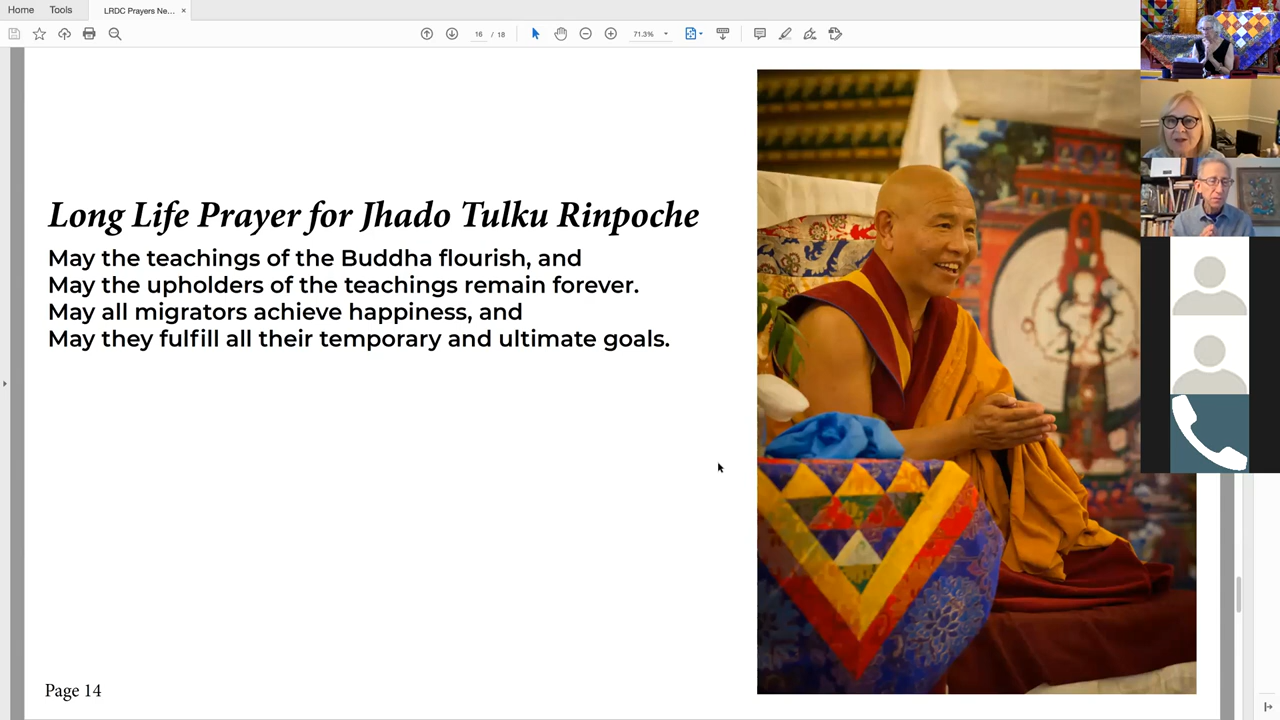 Home Tools LRDC Prayers Ne... ×
16 / 18 71.3%
Long Life Prayer for Jhado Tulku Rinpoche
May the teachings of the Buddha flourish, and
May the upholders of the teachings remain forever.
May all migrators achieve happiness, and
May they fulfill all their temporary and ultimate goals.
Page 14